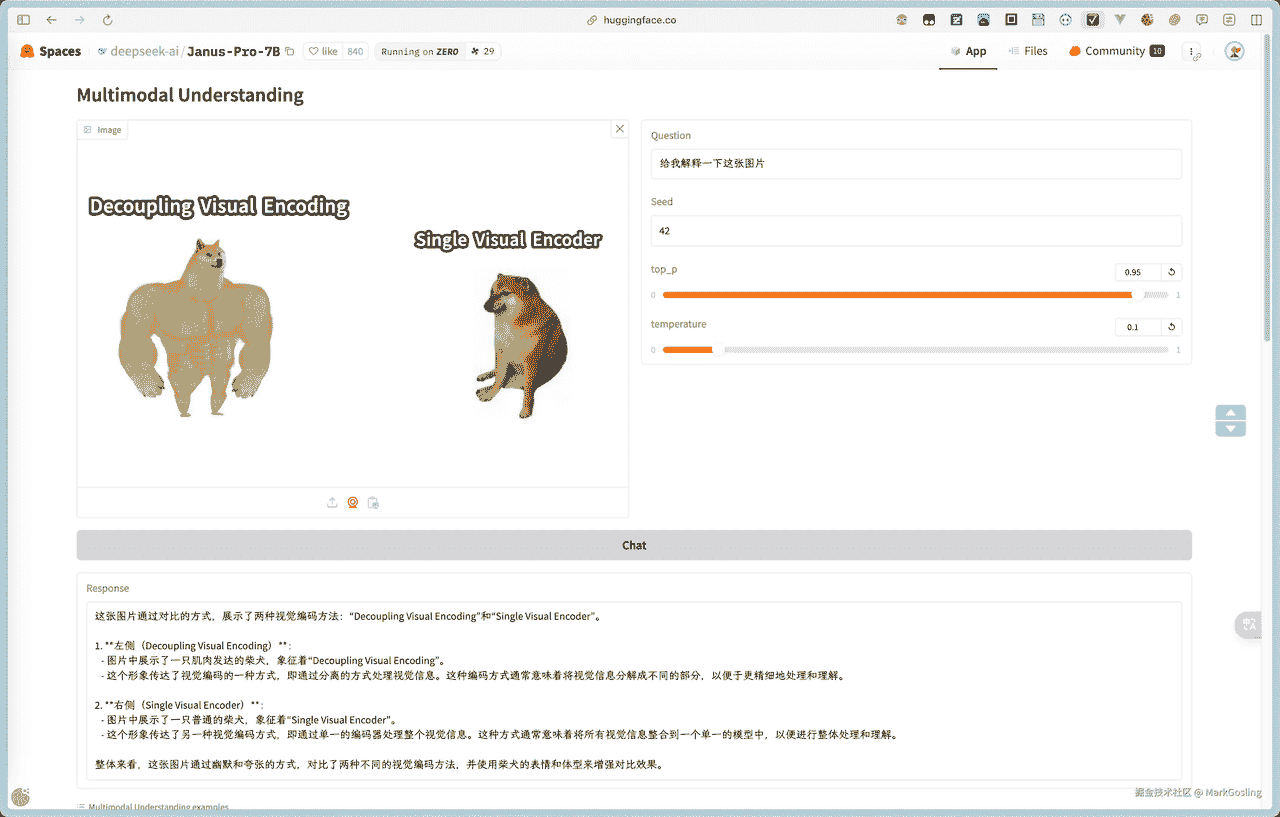 huggingface.co
Spaces
deepseek-ai/Janus-Pro-7B
like 840
Running on ZERO
29
App
Files
Community 10
Multimodal Understanding
Image
Decoupling Visual Encoding
Single Visual Encoder
Question
给我解释一下这张图片
Seed
42
top_p
0.95
0
1
temperature
0.1
0
1
Chat
Response
这张图片通过对比的方式，展示了两种视觉编码方法：“Decoupling Visual Encoding”和“Single Visual Encoder”。
1. **左侧（Decoupling Visual Encoding）**：
- 图片中展示了一只肌肉发达的柴犬，象征着“Decoupling Visual Encoding”。
- 这个形象传达了视觉编码的一种方式，即通过分离的方式处理视觉信息。这种编码方式通常意味着将视觉信息分解成不同的部分，以便于更精细地处理和理解。
2. **右侧（Single Visual Encoder）**：
- 图片中展示了一只普通的柴犬，象征着“Single Visual Encoder”。
- 这个形象传达了另一种视觉编码方式，即通过单一的编码器处理整个视觉信息。这种方式通常意味着将所有视觉信息整合到一个单一的模型中，以便进行整体处理和理解。
整体来看，这张图片通过幽默和夸张的方式，对比了两种不同的视觉编码方法，并使用柴犬的表情和体型来增强对比效果。
Multimodal Understanding examples
掘金技术社区 @ MarkGosling